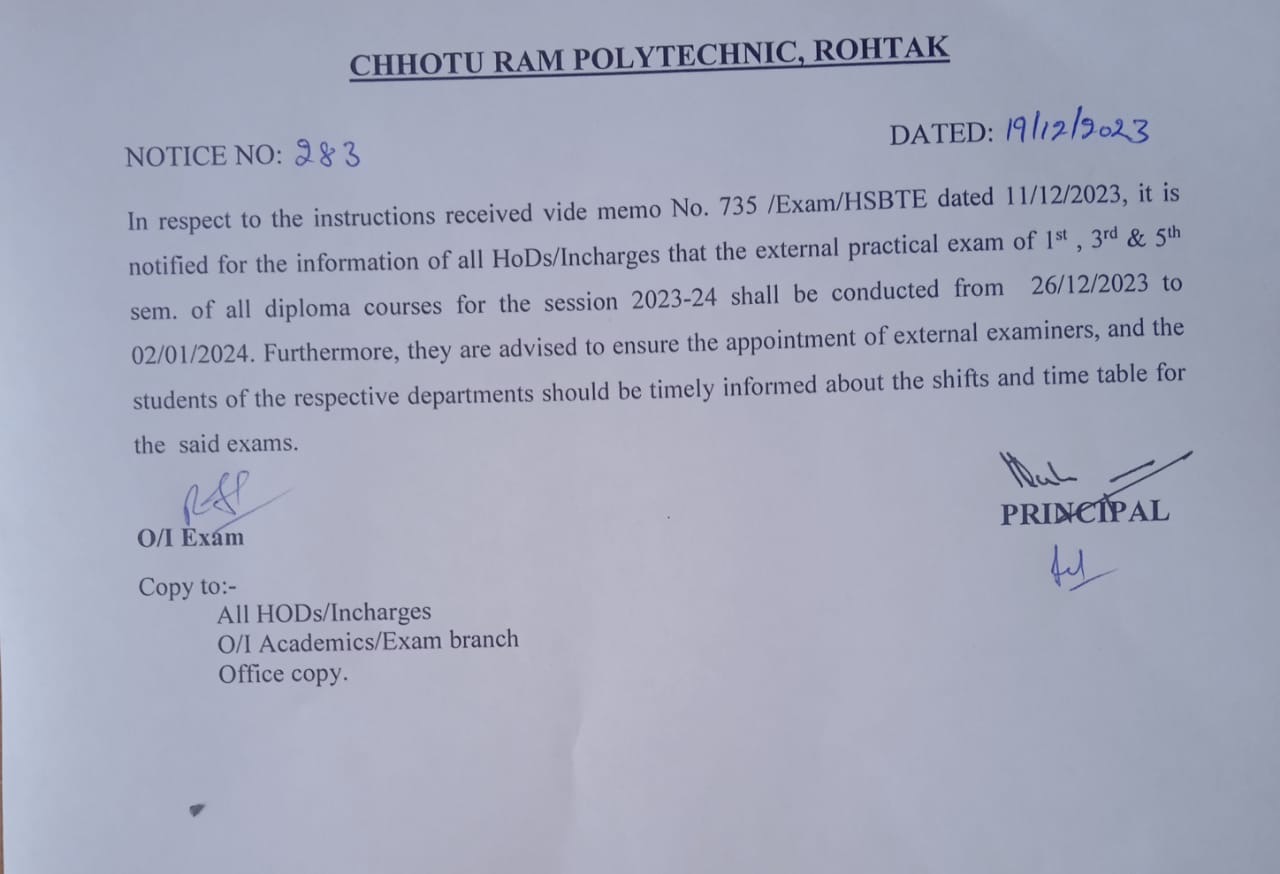 CHHOTU RAM POLYTECHNIC, ROHTAK
NOTICE NO: 283
DATED: 19/12/2023
In respect to the instructions received vide memo No. 735 /Exam/HSBTE dated 11/12/2023, it is
notified for the information of all HoDs/Incharges that the external practical exam of 1st , 3rd & 5th
sem. of all diploma courses for the session 2023-24 shall be conducted from 26/12/2023 to
02/01/2024. Furthermore, they are advised to ensure the appointment of external examiners, and the
students of the respective departments should be timely informed about the shifts and time table for
the said exams.
O/I Exam
PRINCIPAL
Copy to:-
All HODs/Incharges
O/I Academics/Exam branch
Office copy.